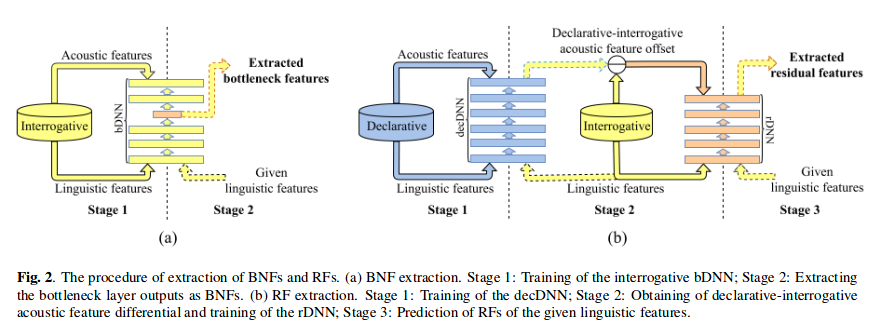 Acoustic features
Extracted
bottleneck features
Interrogative
bDNN
Given
linguistic features
Linguistic features
Stage 1
Stage 2
(a)
Declarative-interrogative
acoustic feature offset
Acoustic features
Extracted
residual features
Declarative
decDNN
Interrogative
rDNN
Given
linguistic features
Linguistic features
Linguistic features
Stage 1
Stage 2
Stage 3
(b)
Fig. 2. The procedure of extraction of BNFs and RFs. (a) BNF extraction. Stage 1: Training of the interrogative bDNN; Stage 2: Extracting
the bottleneck layer outputs as BNFs. (b) RF extraction. Stage 1: Training of the decDNN; Stage 2: Obtaining of declarative-interrogative
acoustic feature differential and training of the rDNN; Stage 3: Prediction of RFs of the given linguistic features.